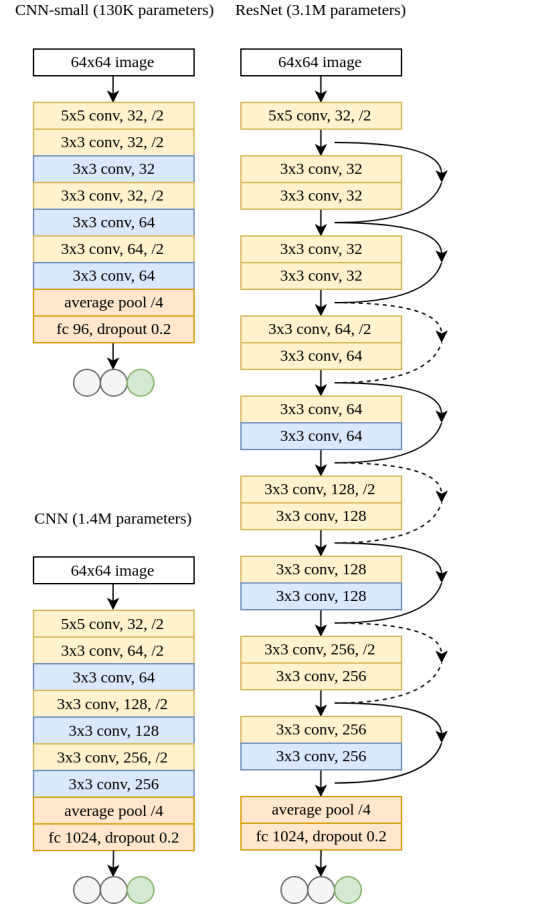 CNN-small (130K parameters)
64x64 image
5x5 conv, 32, /2
3x3 conv, 32, /2
3x3 conv, 32
3x3 conv, 32, /2
3x3 conv, 64
3x3 conv, 64, /2
3x3 conv, 64
average pool /4
fc 96, dropout 0.2
CNN (1.4M parameters)
64x64 image
5x5 conv, 32, /2
3x3 conv, 64, /2
3x3 conv, 64
3x3 conv, 128, /2
3x3 conv, 128
3x3 conv, 256, /2
3x3 conv, 256
average pool /4
fc 1024, dropout 0.2
ResNet (3.1M parameters)
64x64 image
5x5 conv, 32, /2
3x3 conv, 32
3x3 conv, 32
3x3 conv, 32
3x3 conv, 32
3x3 conv, 64, /2
3x3 conv, 64
3x3 conv, 64
3x3 conv, 64
3x3 conv, 128, /2
3x3 conv, 128
3x3 conv, 128
3x3 conv, 128
3x3 conv, 256, /2
3x3 conv, 256
3x3 conv, 256
3x3 conv, 256
average pool /4
fc 1024, dropout 0.2